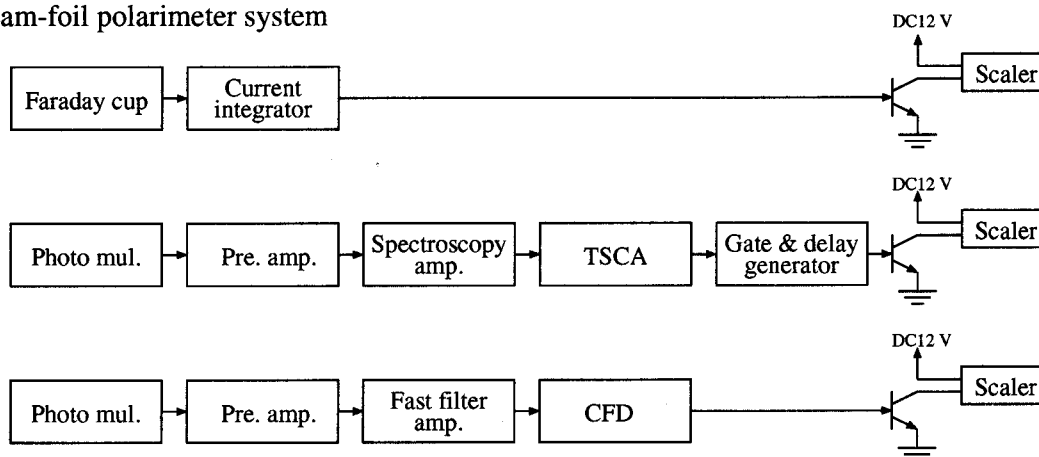 am-foil polarimeter system
DC12 V
Faraday cup
Current
integrator
Scaler
DC12 V
Photo mul.
Pre. amp.
Spectroscopy
amp.
TSCA
Gate & delay
generator
Scaler
DC12 V
Photo mul.
Pre. amp.
Fast filter
amp.
CFD
Scaler